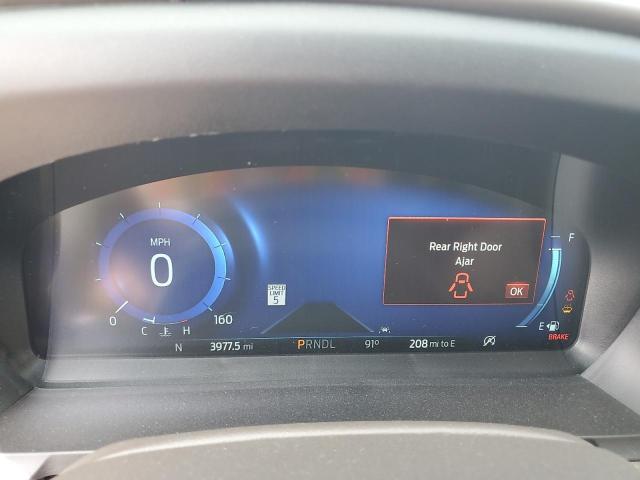 MPH
0
0
160
C H
SPEED
LIMIT
5
Rear Right Door
Ajar
OK
F
E
BRAKE
N 3977.5 mi PRNDL 91° 208 mi to E